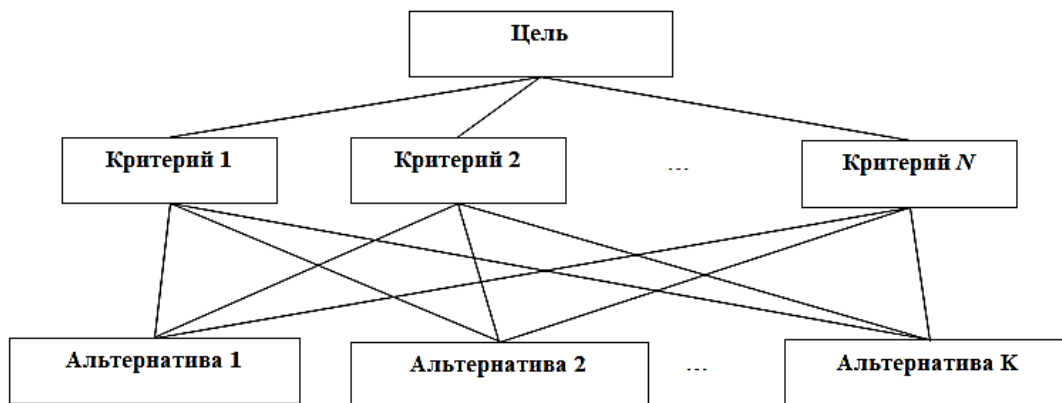 Цель
Критерий 1
Критерий 2
...
Критерий N
Альтернатива 1
Альтернатива 2
...
Альтернатива K